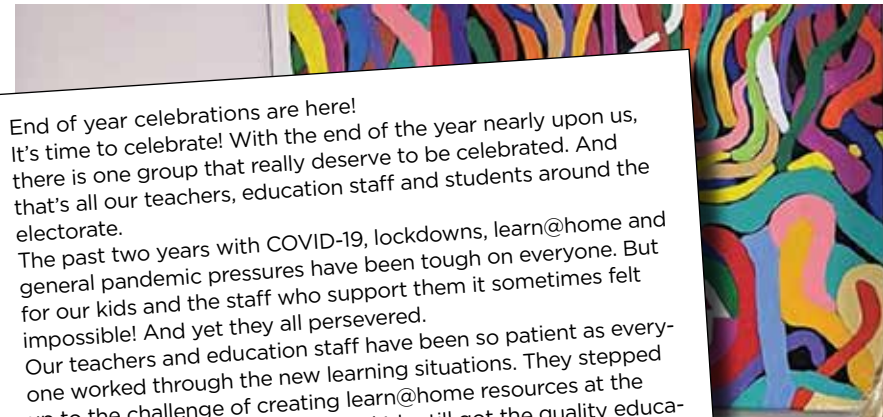 End of year celebrations are here!
It's time to celebrate! With the end of the year nearly upon us,
there is one group that really deserve to be celebrated. And
that's all our teachers, education staff and students around the
electorate.
The past two years with COVID-19, lockdowns, learn@home and
general pandemic pressures have been tough on everyone. But
for our kids and the staff who support them it sometimes felt
impossible! And yet they all persevered.
Our teachers and education staff have been so patient as every-
one worked through the new learning situations. They stepped
up to the challenge of creating learn@home resources at the
still got the quality educa-